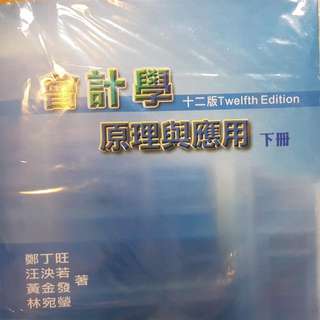 會計學
十二版Twelfth Edition
原理與應用 下冊
鄭丁旺
汪泱若
黃金發
林宛瑩
著